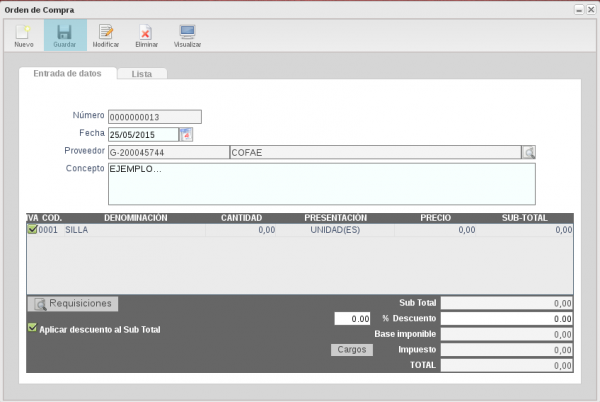 Orden de Compra
Nuevo Guardar Modificar Eliminar Visualizar
Entrada de datos Lista
Número 0000000013
Fecha 25/05/2015
Proveedor G-200045744 COFAE
Concepto EJEMPLO...
IVA COD. DENOMINACIÓN CANTIDAD PRESENTACIÓN PRECIO SUB-TOTAL
0001 SILLA 0,00 UNIDAD(ES) 0,00 0,00
Requisiciones Sub Total 0,00
0.00 % Descuento 0.00
Aplicar descuento al Sub Total
Base imponible 0,00
Cargos Impuesto 0,00
TOTAL 0,00